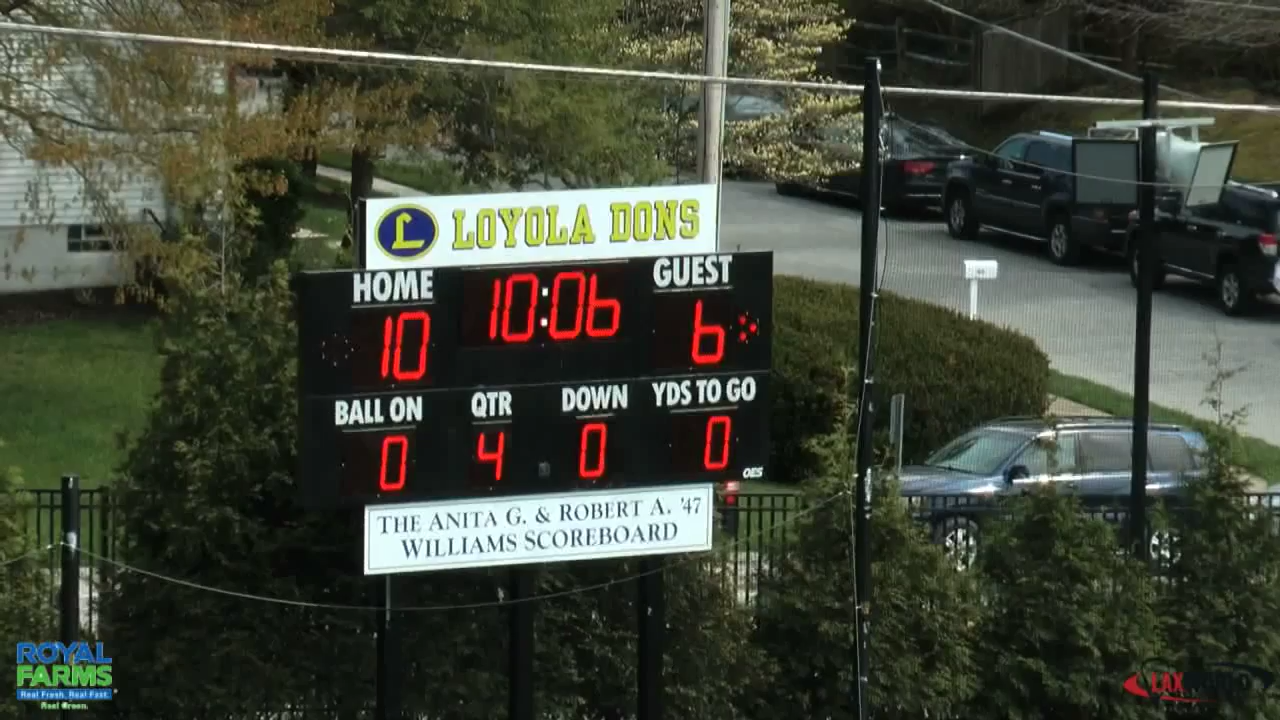 L LOYOLA DONS
HOME 10:06 GUEST
10 6
BALL ON QTR DOWN YDS TO GO
0 4 0 0
OES
THE ANITA G. & ROBERT A. '47
WILLIAMS SCOREBOARD
ROYAL
FARMS
Real Fresh. Real Fast.
Real Green.
LAX